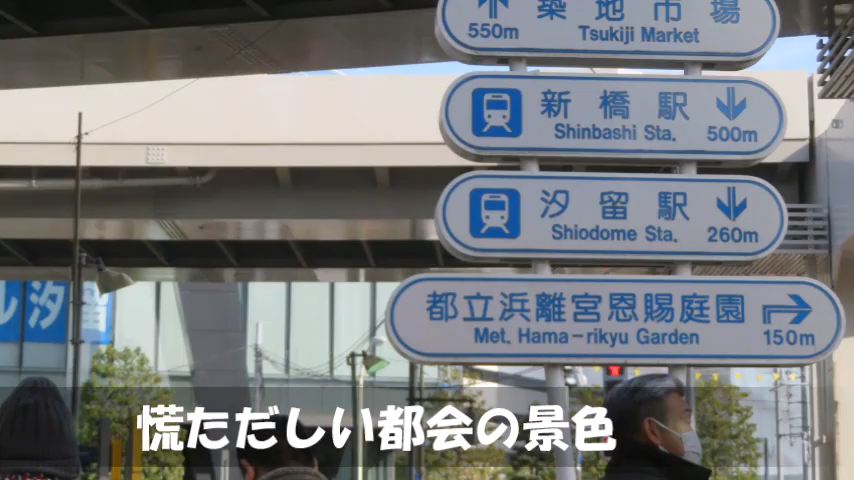 築地市場
550m Tsukiji Market
新橋駅
Shinbashi Sta. 500m
汐留駅
Shiodome Sta. 260m
都立浜離宮恩賜庭園
Met. Hama-rikyu Garden 150m
ル汐留
慌ただしい都会の景色